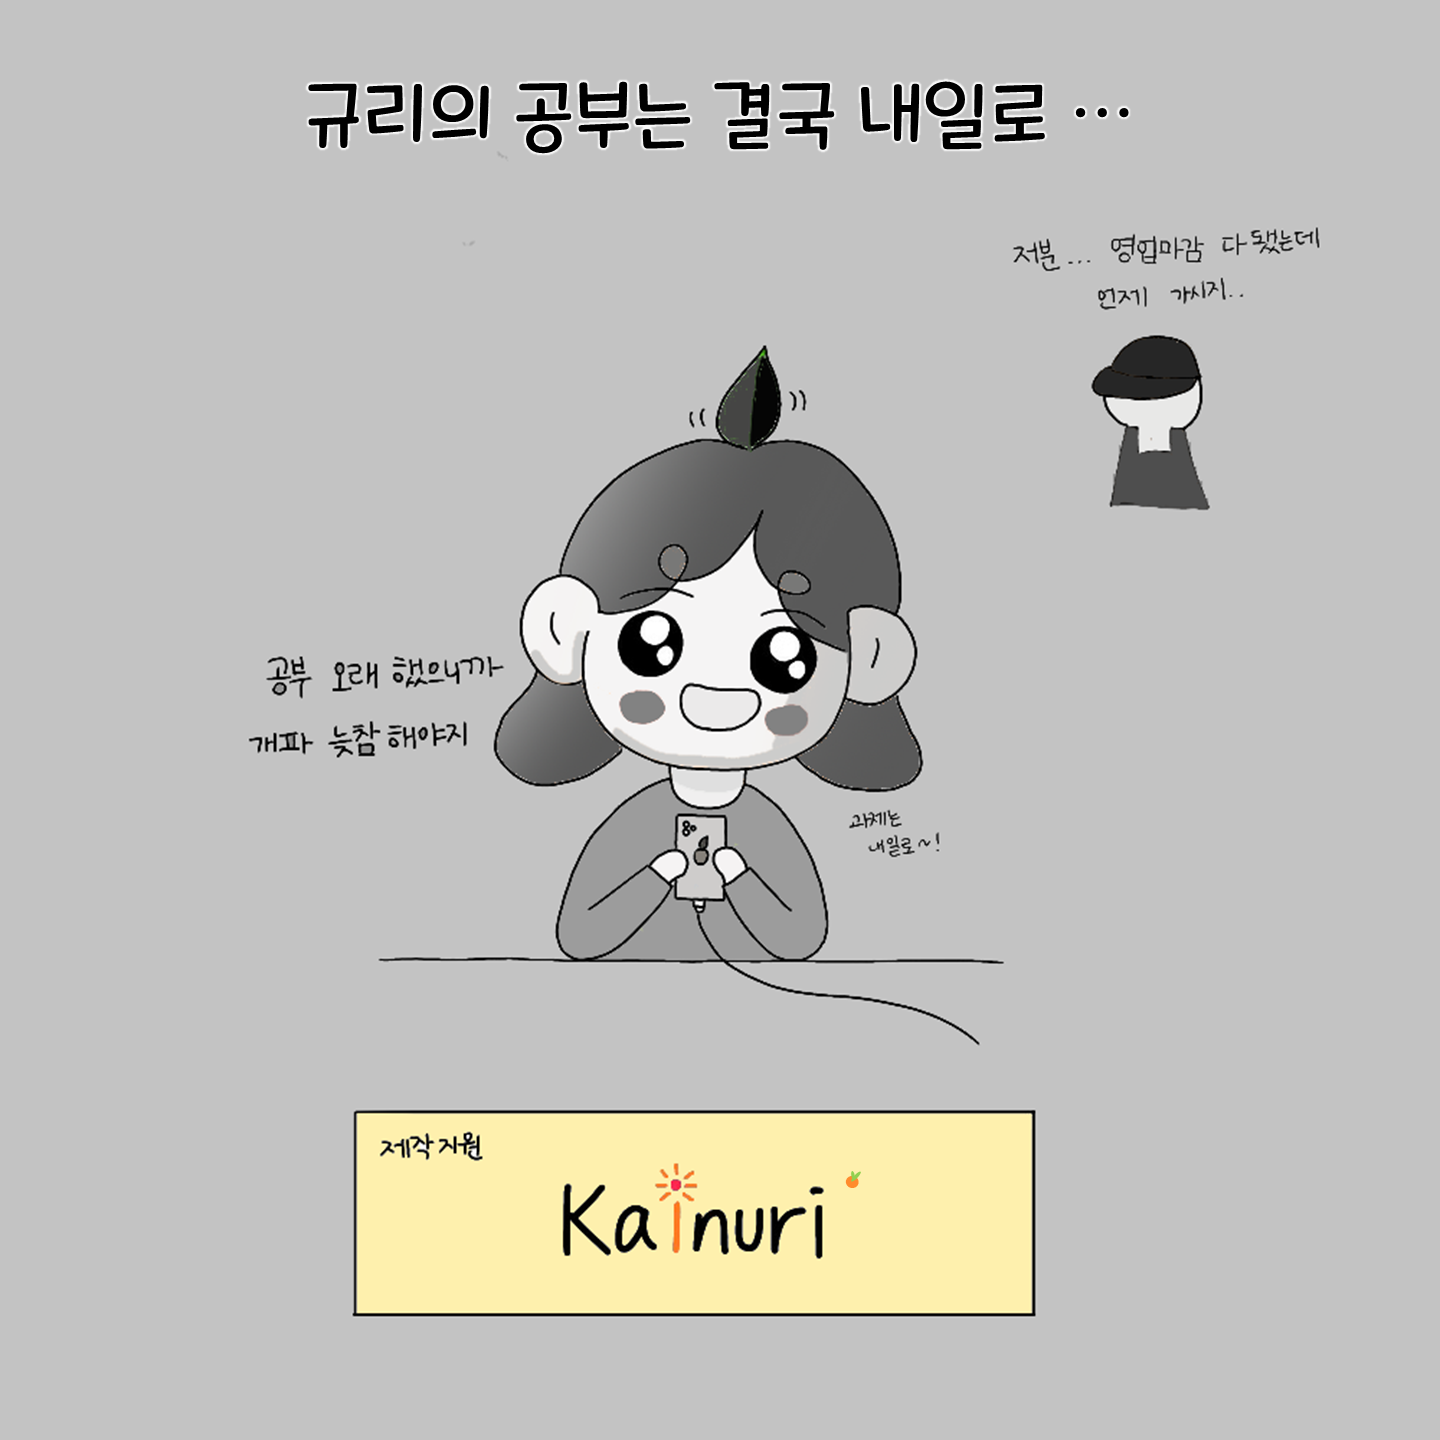 규리의 공부는 결국 내일로 ...
저분... 영업마감 다 됐는데
언제 가시지..
공부 오래 했으니까
개파 늦참 해야지
과제는
내일로~!
제작지원
Kainuri